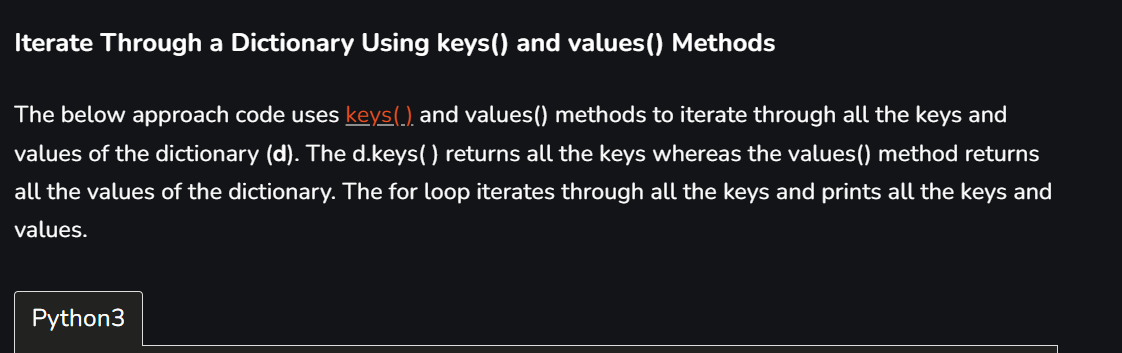 Iterate Through a Dictionary Using keys() and values() Methods
The below approach code uses keys( ) and values() methods to iterate through all the keys and
values of the dictionary (d). The d.keys( ) returns all the keys whereas the values() method returns
all the values of the dictionary. The for loop iterates through all the keys and prints all the keys and
values.
Python3